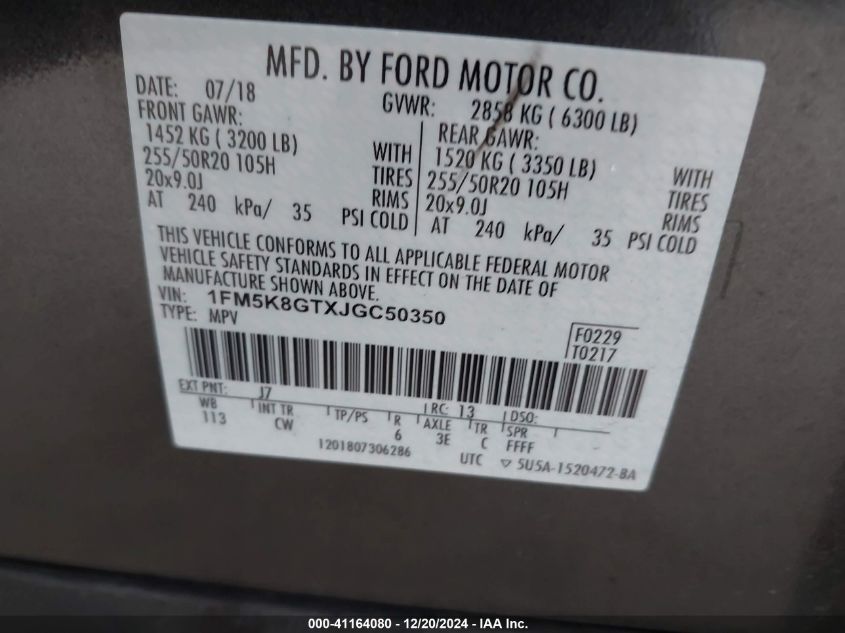 MFD. BY FORD MOTOR CO.
DATE: 07/18
GVWR: 2858 KG ( 6300 LB)
FRONT GAWR:
1452 KG ( 3200 LB)
255/50R20 105H
20x9.0J
AT 240 kPa/ 35 PSI COLD
WITH
TIRES
RIMS
REAR GAWR:
1520 KG ( 3350 LB)
255/50R20 105H
20x9.0J
AT 240 kPa/ 35 PSI COLD
WITH
TIRES
RIMS
THIS VEHICLE CONFORMS TO ALL APPLICABLE FEDERAL MOTOR
VEHICLE SAFETY STANDARDS IN EFFECT ON THE DATE OF
MANUFACTURE SHOWN ABOVE.
VIN: 1FM5K8GTXJGC50350
TYPE: MPV
F0229
T0217
EXT PNT: J7 RC: 13 DSO:
WB INT TR TP/PS R AXLE TR SPR
113 CW 6 3E C FFFF
1201807306286
UTC ▽ 5U5A-1520472-BA
000-41164080 - 12/20/2024 - IAA Inc.